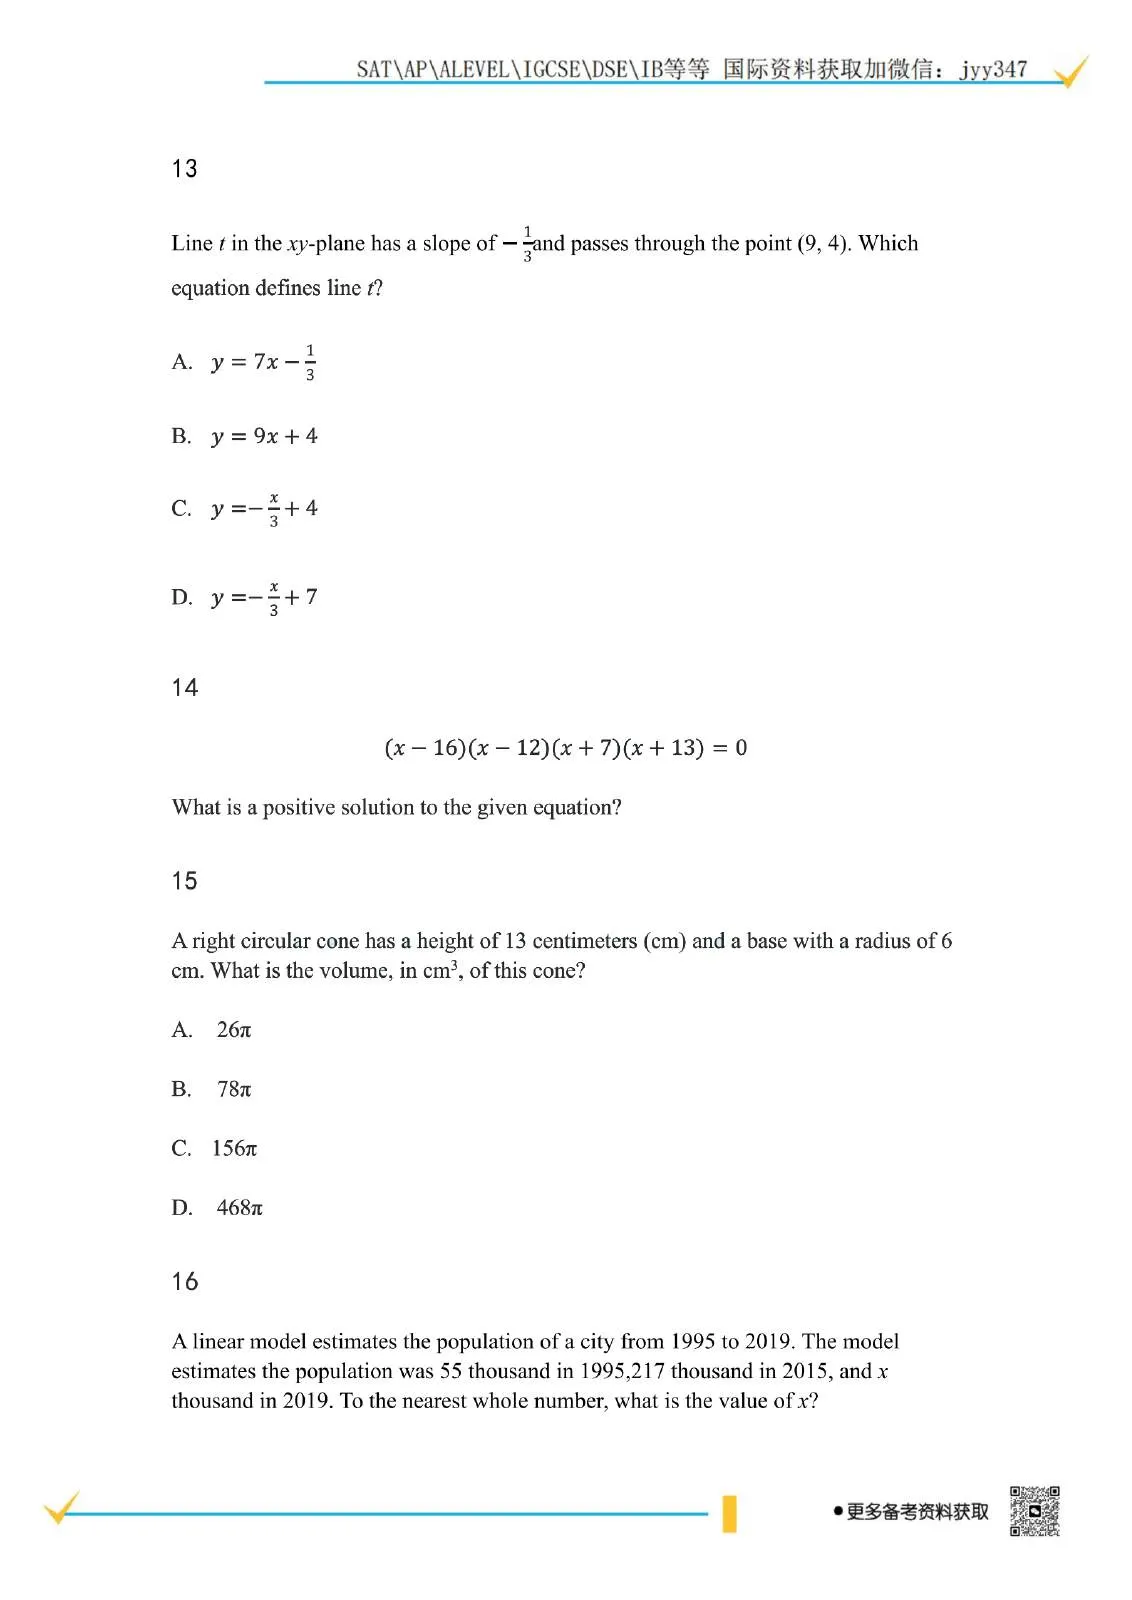 SAT\AP\ALEVEL\IGCSE\DSE\IB等等 国际资料获取加微信：jyy347
13
Line t in the xy-plane has a slope of − 1/3 and passes through the point (9, 4). Which
equation defines line t?
A. y = 7x − 1/3
B. y = 9x + 4
C. y =− x/3 + 4
D. y =− x/3 + 7
14
(x − 16)(x − 12)(x + 7)(x + 13) = 0
What is a positive solution to the given equation?
15
A right circular cone has a height of 13 centimeters (cm) and a base with a radius of 6
cm. What is the volume, in cm³, of this cone?
A. 26π
B. 78π
C. 156π
D. 468π
16
A linear model estimates the population of a city from 1995 to 2019. The model
estimates the population was 55 thousand in 1995,217 thousand in 2015, and x
thousand in 2019. To the nearest whole number, what is the value of x?
●更多备考资料获取